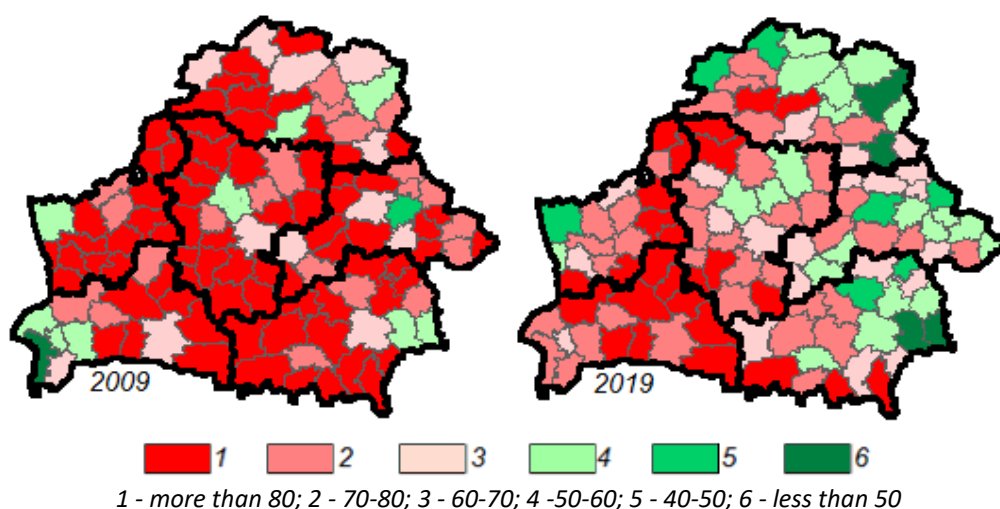 2009 2019
1 2 3 4 5 6
1 - more than 80; 2 - 70-80; 3 - 60-70; 4 -50-60; 5 - 40-50; 6 - less than 50